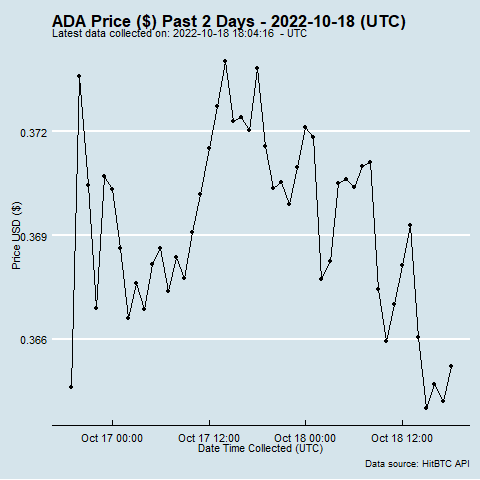 ADA Price ($) Past 2 Days - 2022-10-18 (UTC)
Latest data collected on: 2022-10-18 18:04:16 - UTC
0.372
0.369
0.366
Price USD ($)
Oct 17 00:00
Oct 17 12:00
Oct 18 00:00
Oct 18 12:00
Date Time Collected (UTC)
Data source: HitBTC API